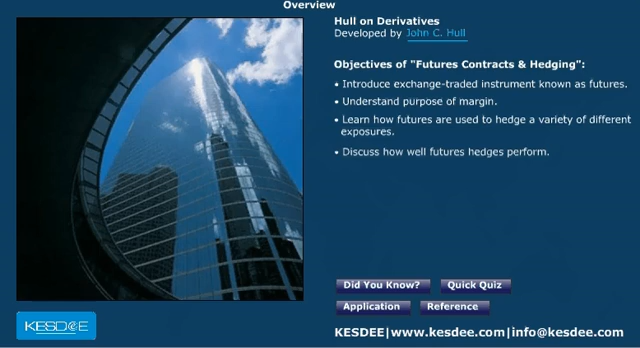 Overview
Hull on Derivatives
Developed by John C. Hull
Objectives of "Futures Contracts & Hedging":
• Introduce exchange-traded instrument known as futures.
• Understand purpose of margin.
• Learn how futures are used to hedge a variety of different
exposures.
• Discuss how well futures hedges perform.
Did You Know?
Quick Quiz
Application
Reference
KESDEE
KESDEE|www.kesdee.com|info@kesdee.com